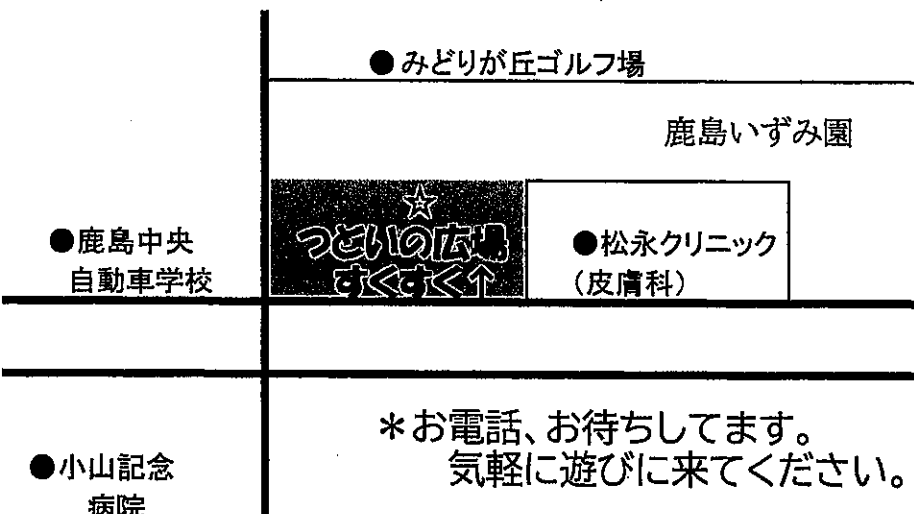 ●みどりが丘ゴルフ場
鹿島いずみ園
☆
つどいの広場
すくすく↑
●松永クリニック
(皮膚科)
●鹿島中央
自動車学校
＊お電話、お待ちしてます。
気軽に遊びに来てください。
●小山記念
病院